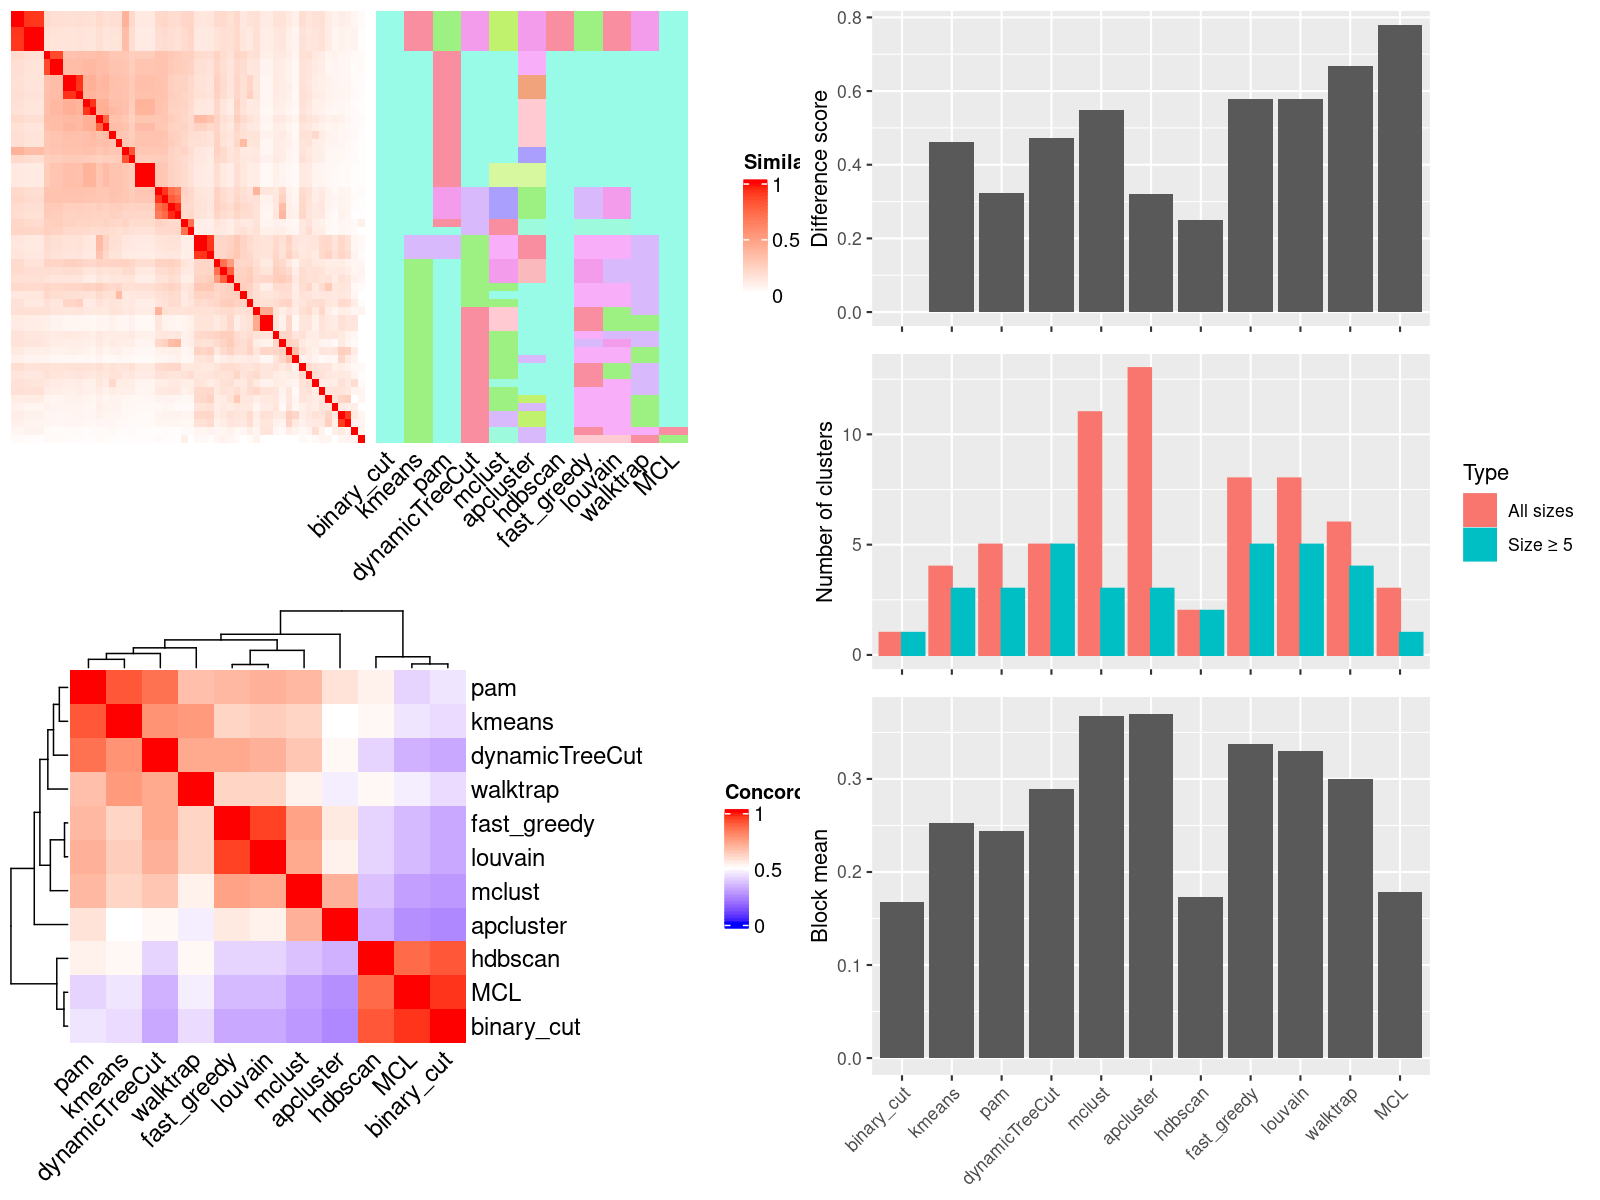 Simila
1
0.5
0
binary_cut
kmeans
pam
dynamicTreeCut
mclust
apcluster
hdbscan
fast_greedy
louvain
walktrap
MCL
pam
kmeans
dynamicTreeCut
walktrap
fast_greedy
louvain
mclust
apcluster
hdbscan
MCL
binary_cut
pam
kmeans
dynamicTreeCut
walktrap
fast_greedy
louvain
mclust
apcluster
hdbscan
MCL
binary_cut
Concord
1
0.5
0
Difference score
0.8
0.6
0.4
0.2
0.0
Number of clusters
10
5
0
Type
All sizes
Size ≥ 5
Block mean
0.3
0.2
0.1
0.0
binary_cut
kmeans
pam
dynamicTreeCut
mclust
apcluster
hdbscan
fast_greedy
louvain
walktrap
MCL